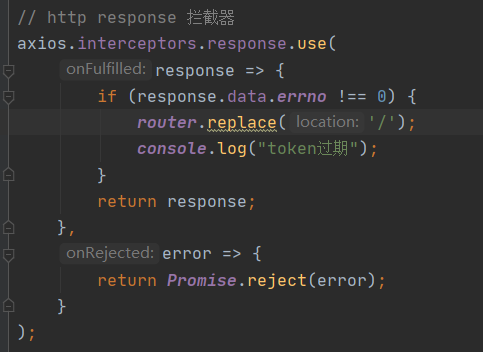 // http response 拦截器
axios.interceptors.response.use(
onFulfilled: response => {
if (response.data.errno !== 0) {
router.replace( location: '/');
console.log("token过期");
}
return response;
},
onRejected: error => {
return Promise.reject(error);
}
);